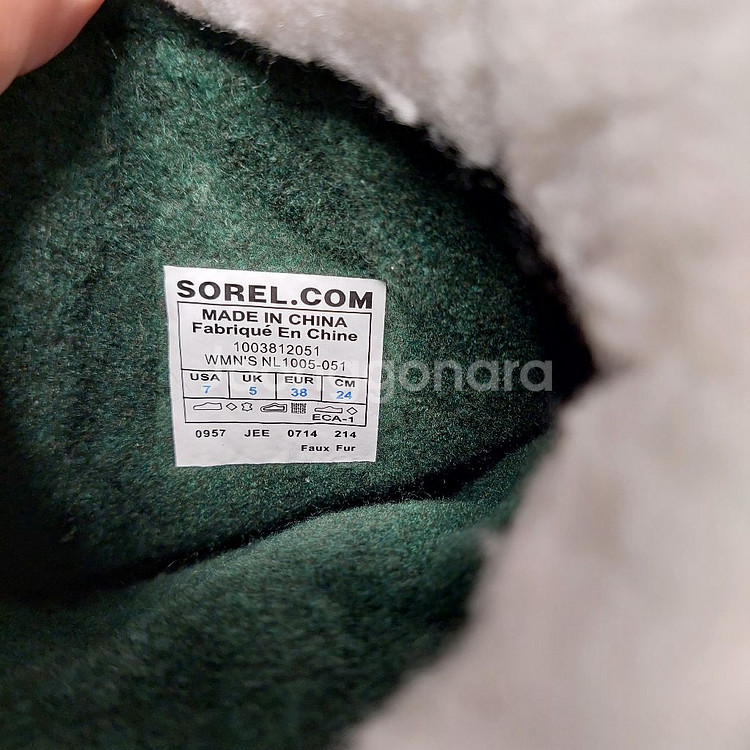 SOREL.COM
MADE IN CHINA
Fabriqué En Chine
1003812051
WMN'S NL1005-051
USA UK EUR CM
7 5 38 24
ECA-1
0957 JEE 0714 214
Faux Fur